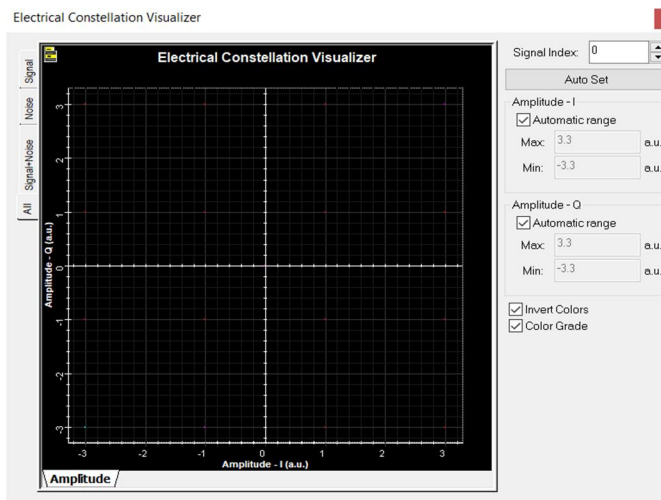 Electrical Constellation Visualizer
Signal
Noise
Signal+Noise
All
Electrical Constellation Visualizer
Amplitude - Q (a.u.)
3
2
1
0
-1
-2
-3
-3 -2 -1 0 1 2 3
Amplitude - I (a.u.)
Amplitude
Signal Index: 0
Auto Set
Amplitude - I
Automatic range
Max: 3.3 a.u.
Min: -3.3 a.u.
Amplitude - Q
Automatic range
Max: 3.3 a.u.
Min: -3.3 a.u.
Invert Colors
Color Grade